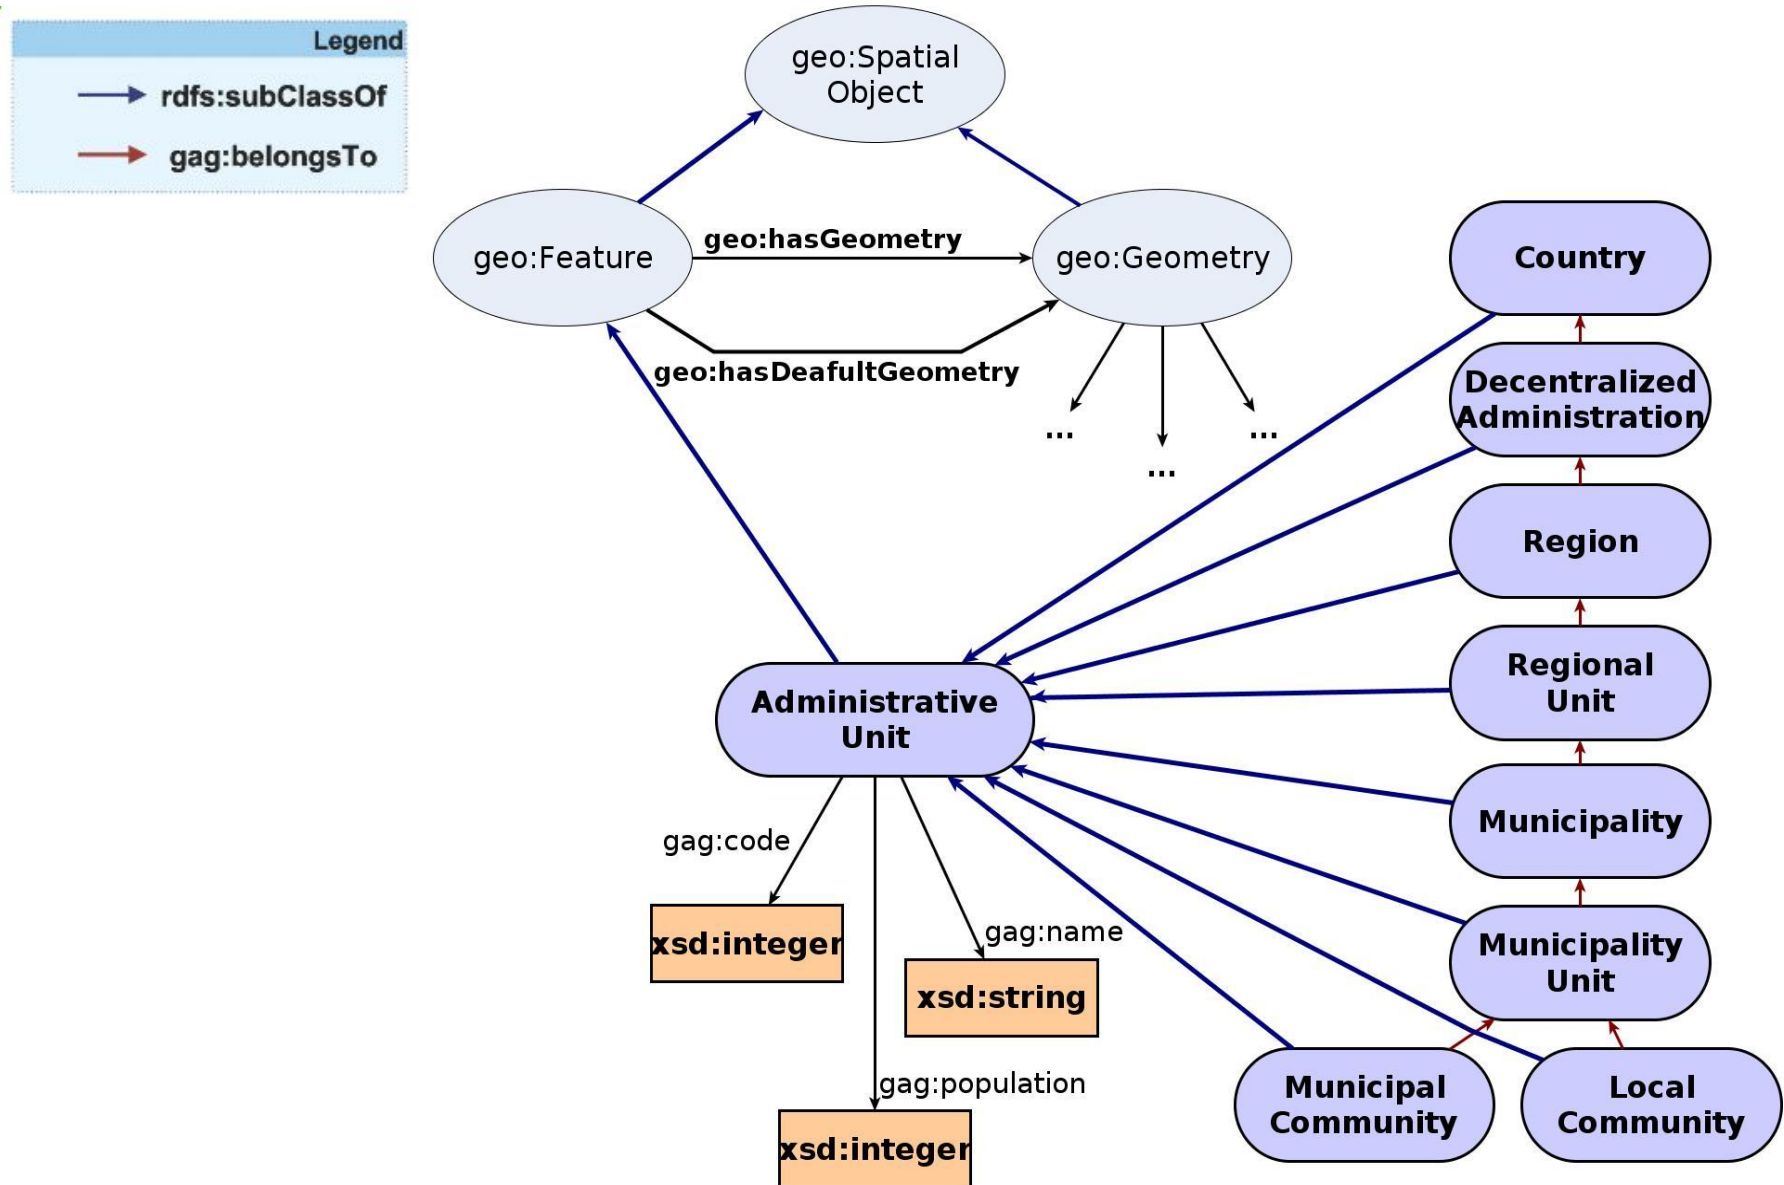 Legend
rdfs:subClassOf
gag:belongsTo
geo:Spatial
Object
geo:Feature
geo:hasGeometry
geo:Geometry
geo:hasDeafultGeometry
...
...
...
Country
Decentralized
Administration
Region
Regional
Unit
Administrative
Unit
Municipality
gag:code
xsd:integer
gag:name
xsd:string
gag:population
xsd:integer
Municipality
Unit
Municipal
Community
Local
Community